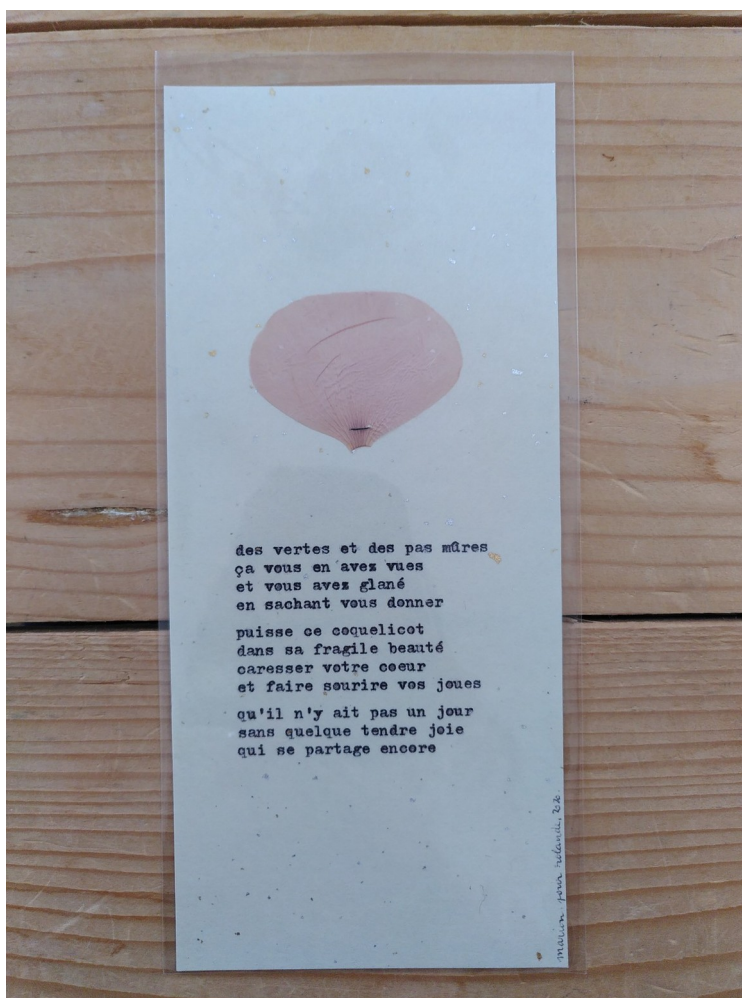 des vertes et des pas mûres
ça vous en avez vues
et vous avez glané
en sachant vous donner
puisse ce coquelicot
dans sa fragile beauté
caresser votre coeur
et faire sourire vos joues
qu'il n'y ait pas un jour
sans quelque tendre joie
qui se partage encore
marion pour rolande, 2020